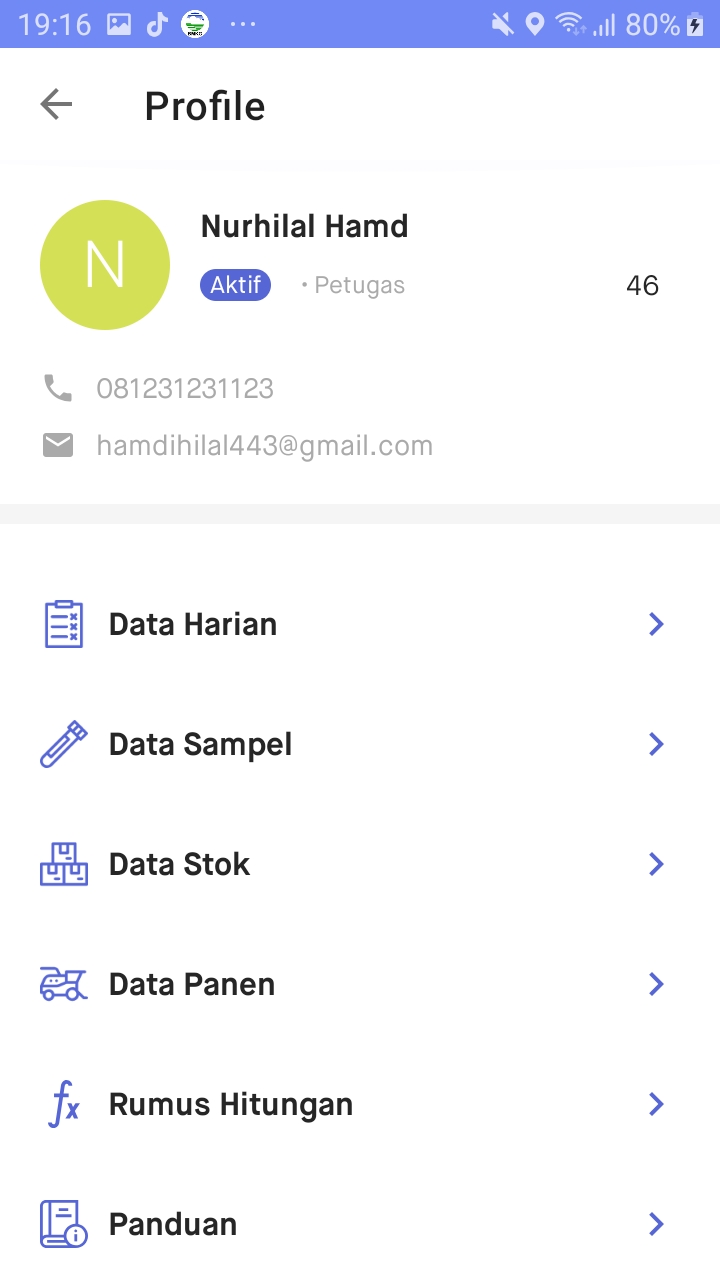 19:16 ... 80%
Profile
N
Nurhilal Hamd
Aktif • Petugas 46
081231231123
hamdihilal443@gmail.com
Data Harian
Data Sampel
Data Stok
Data Panen
fx Rumus Hitungan
Panduan